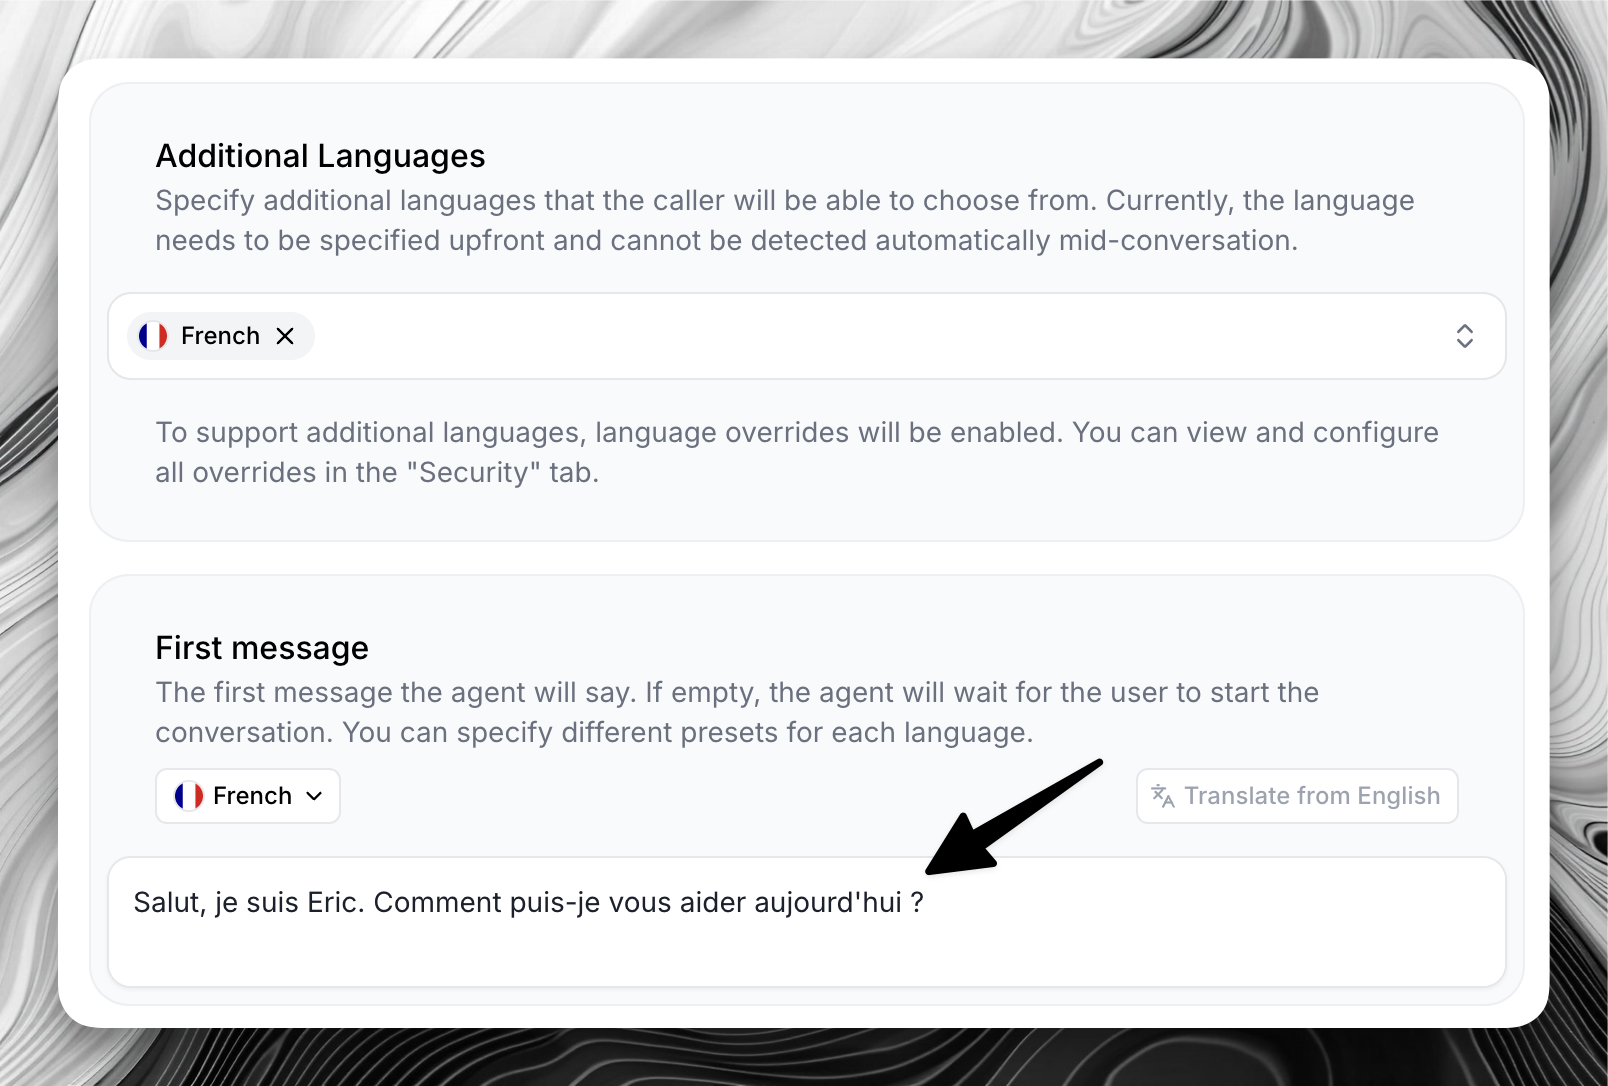 Additional Languages
Specify additional languages that the caller will be able to choose from. Currently, the language
needs to be specified upfront and cannot be detected automatically mid-conversation.
French
To support additional languages, language overrides will be enabled. You can view and configure
all overrides in the "Security" tab.
First message
The first message the agent will say. If empty, the agent will wait for the user to start the
conversation. You can specify different presets for each language.
French
Translate from English
Salut, je suis Eric. Comment puis-je vous aider aujourd'hui ?